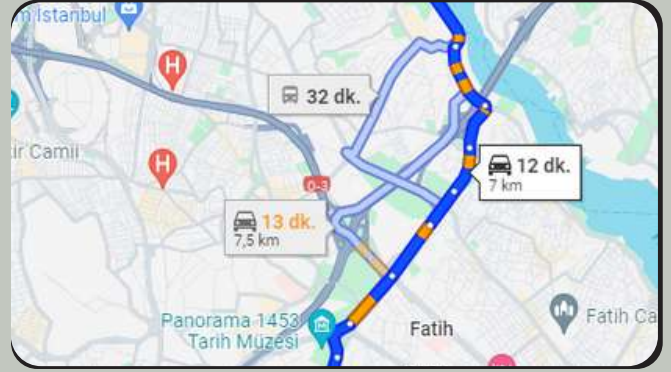 m Istanbul
H
32 dk.
ir Camii
H
O-3
12 dk.
7 km
13 dk.
7,5 km
Panorama 1453
Tarih Müzesi
Fatih
Fatih Ca